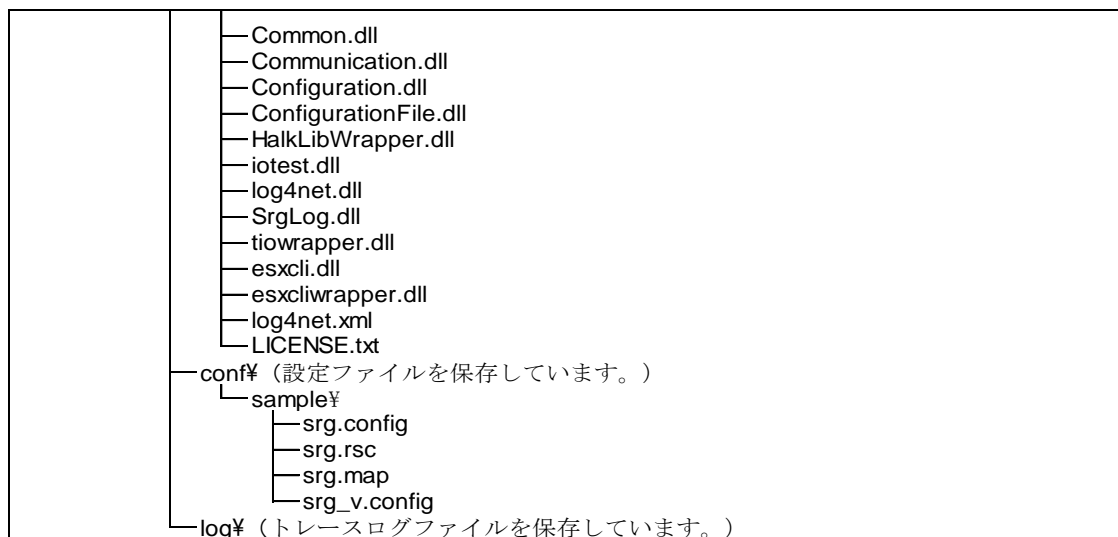 Common.dll
Communication.dll
Configuration.dll
ConfigurationFile.dll
HalkLibWrapper.dll
iotest.dll
log4net.dll
SrgLog.dll
tiowrapper.dll
esxcli.dll
esxcliwrapper.dll
log4net.xml
LICENSE.txt
conf¥（設定ファイルを保存しています。）
sample¥
srg.config
srg.rsc
srg.map
srg_v.config
log¥（トレースログファイルを保存しています。）